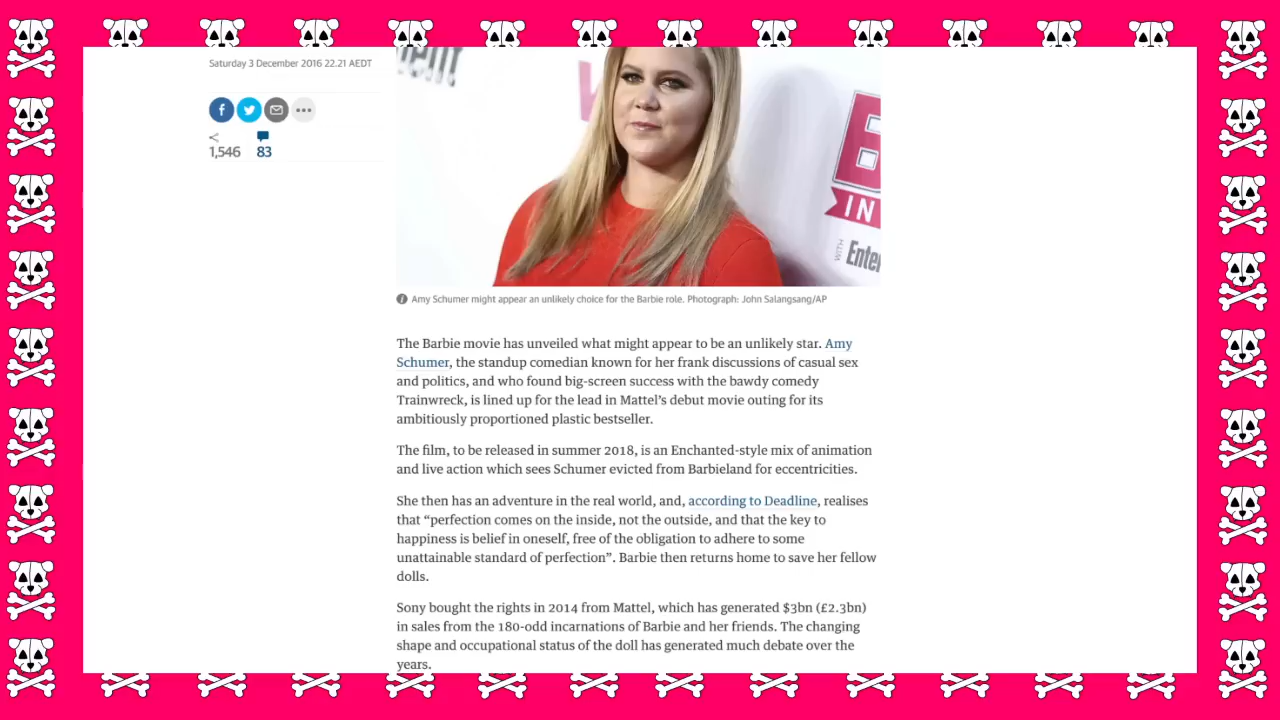 Saturday 3 December 2016 22.21 AEDT
1,546
83
IN
WITH
Amy Schumer might appear an unlikely choice for the Barbie role. Photograph: John Salangsang/AP
The Barbie movie has unveiled what might appear to be an unlikely star. Amy
Schumer, the standup comedian known for her frank discussions of casual sex
and politics, and who found big-screen success with the bawdy comedy
Trainwreck, is lined up for the lead in Mattel’s debut movie outing for its
ambitiously proportioned plastic bestseller.
The film, to be released in summer 2018, is an Enchanted-style mix of animation
and live action which sees Schumer evicted from Barbieland for eccentricities.
She then has an adventure in the real world, and, according to Deadline, realises
that “perfection comes on the inside, not the outside, and that the key to
happiness is belief in oneself, free of the obligation to adhere to some
unattainable standard of perfection”. Barbie then returns home to save her fellow
dolls.
Sony bought the rights in 2014 from Mattel, which has generated $3bn (£2.3bn)
in sales from the 180-odd incarnations of Barbie and her friends. The changing
shape and occupational status of the doll has generated much debate over the
years.